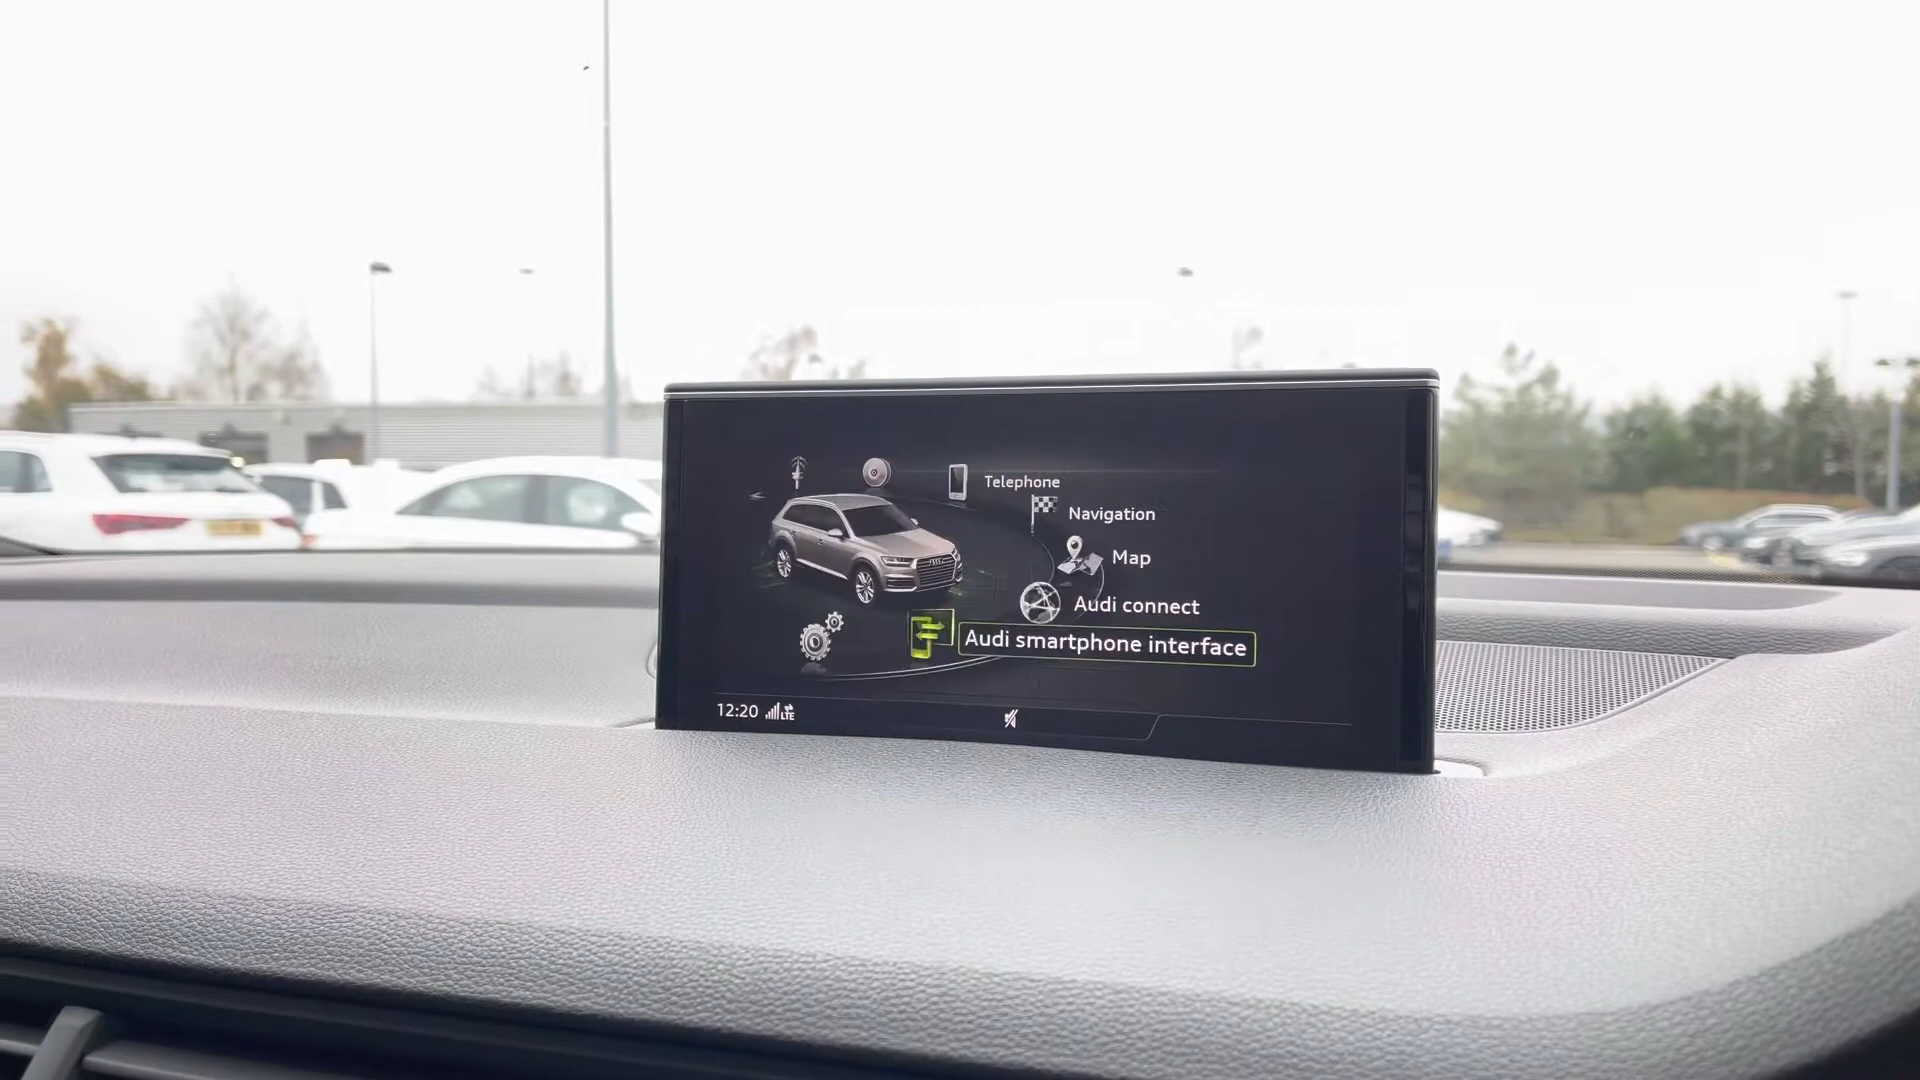 Telephone
Navigation
Map
Audi connect
Audi smartphone interface
12:20 LTE